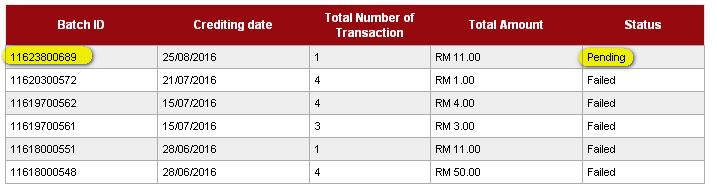 Batch ID Crediting date Total Number of Transaction Total Amount Status
11623800689 25/08/2016 1 RM 11.00 Pending
11620300572 21/07/2016 4 RM 1.00 Failed
11619700562 15/07/2016 4 RM 4.00 Failed
11619700561 15/07/2016 3 RM 3.00 Failed
11618000551 28/06/2016 1 RM 11.00 Failed
11618000548 28/06/2016 4 RM 50.00 Failed